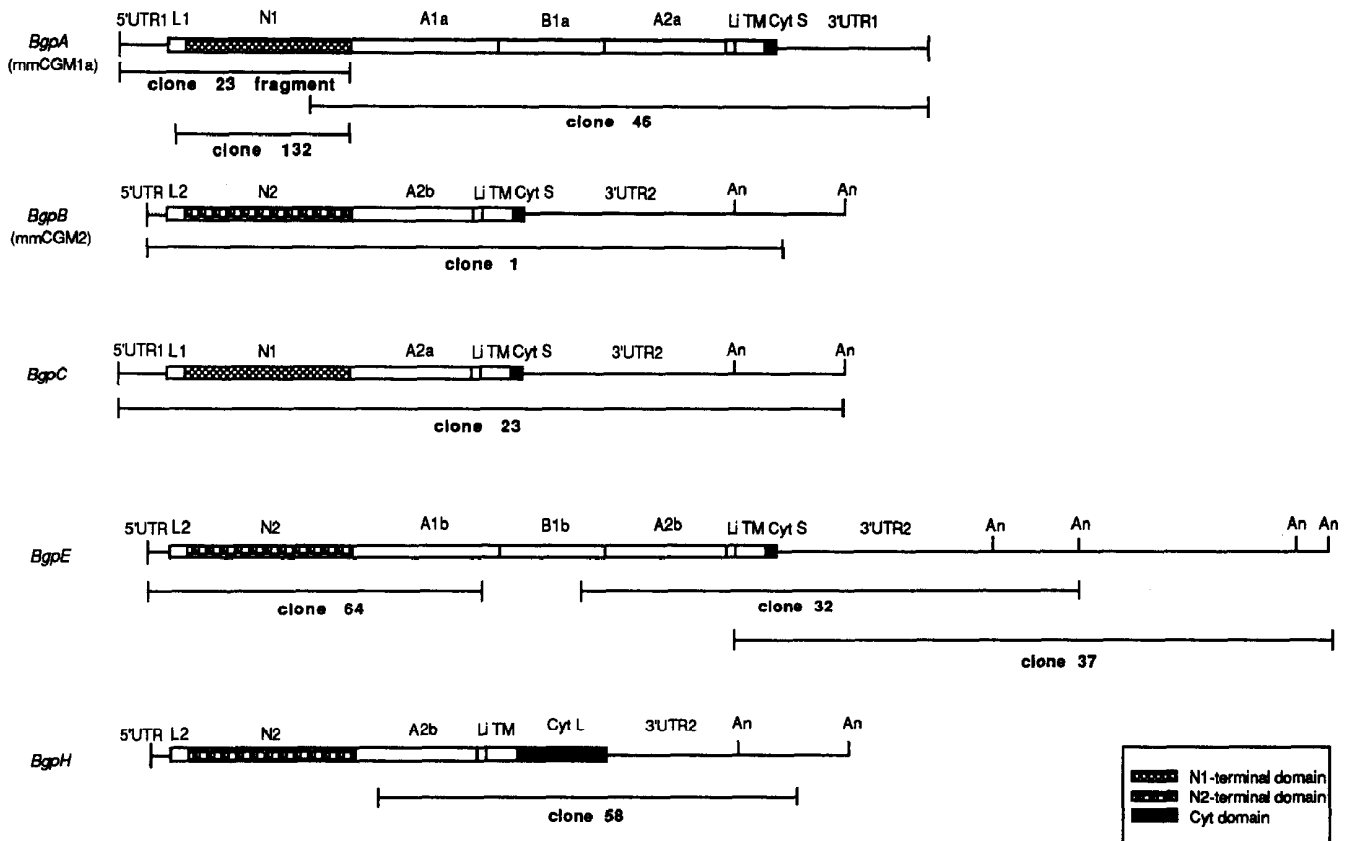 5'UTR1 L1 N1 A1a B1a A2a Li TM Cyt S 3'UTR1
BgpA
(mmCGM1a)
clone 23 fragment
clone 46
clone 132
5'UTR L2 N2 A2b Li TM Cyt S 3'UTR2 An An
BgpB
(mmCGM2)
clone 1
5'UTR1 L1 N1 A2a Li TM Cyt S 3'UTR2 An An
BgpC
clone 23
5'UTR L2 N2 A1b B1b A2b Li TM Cyt S 3'UTR2 An An An An
BgpE
clone 64
clone 32
clone 37
5'UTR L2 N2 A2b Li TM Cyt L 3'UTR2 An An
BgpH
clone 58
N1-terminal domain
N2-terminal domain
Cyt domain